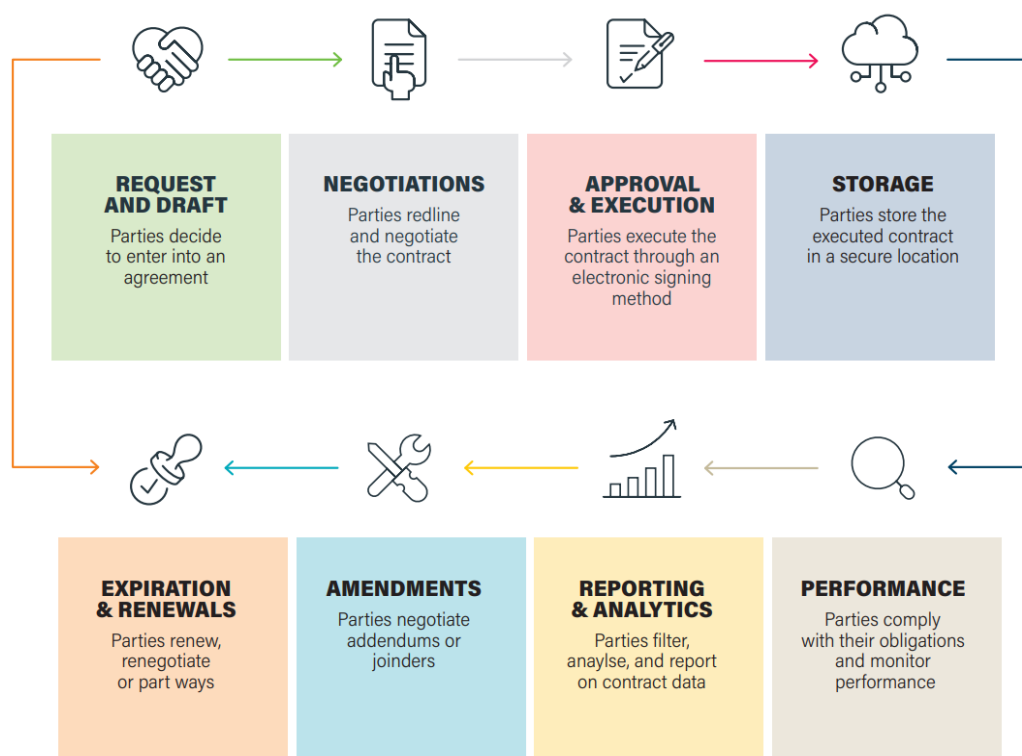 REQUEST
AND DRAFT
Parties decide
to enter into an
agreement
NEGOTIATIONS
Parties redline
and negotiate
the contract
APPROVAL
& EXECUTION
Parties execute the
contract through an
electronic signing
method
STORAGE
Parties store the
executed contract
in a secure location
EXPIRATION
& RENEWALS
Parties renew,
renegotiate
or part ways
AMENDMENTS
Parties negotiate
addendums or
joinders
REPORTING
& ANALYTICS
Parties filter,
anaylse, and report
on contract data
PERFORMANCE
Parties comply
with their obligations
and monitor
performance